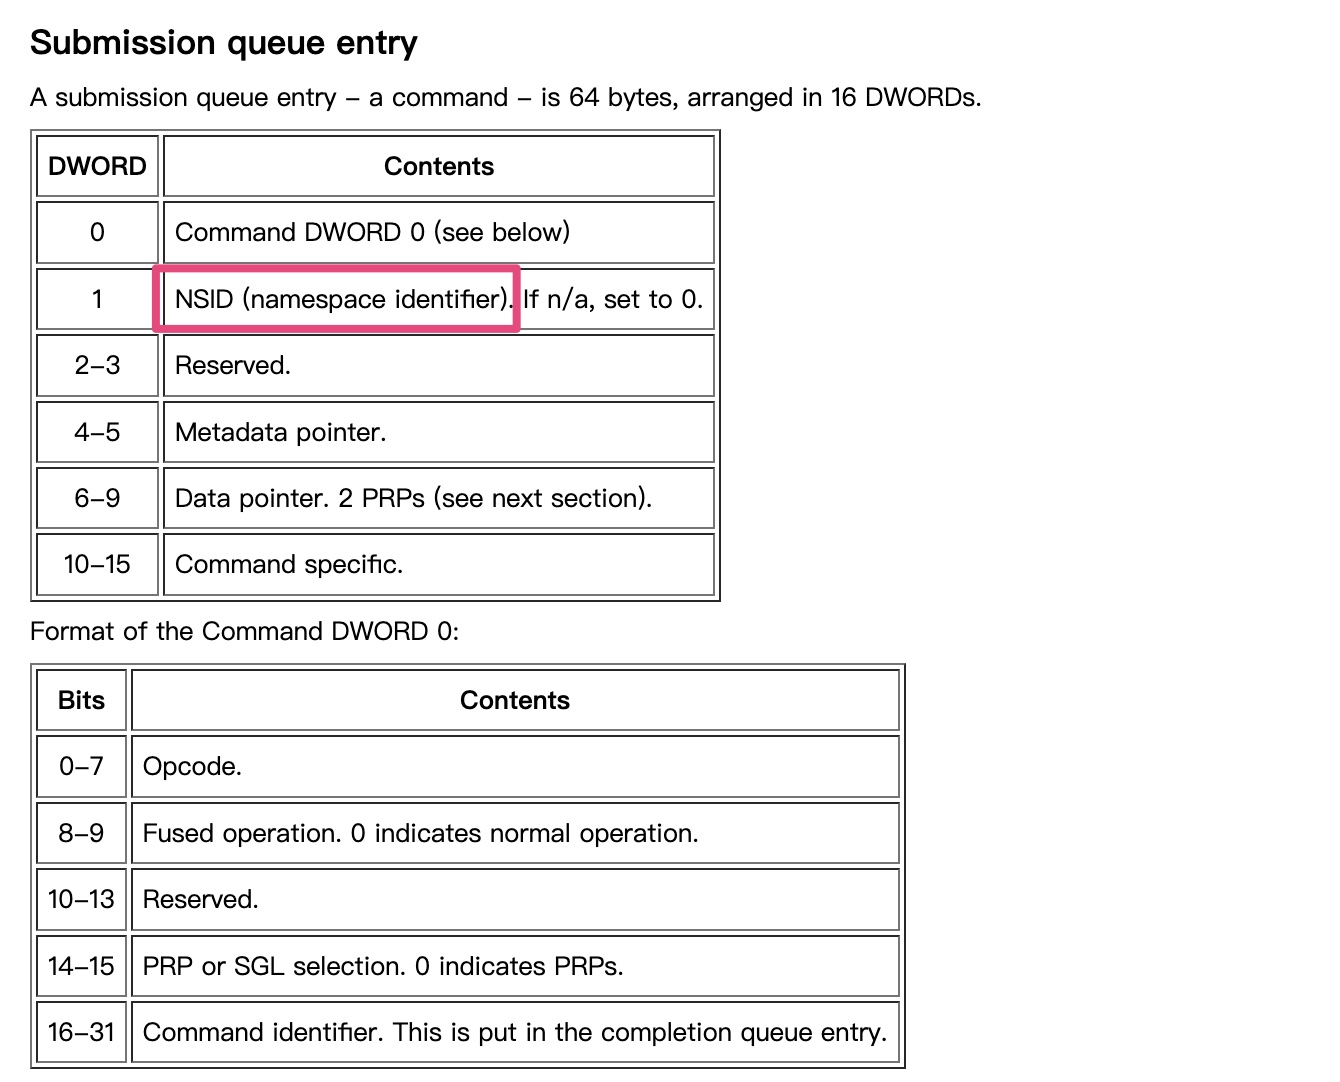 Submission queue entry
A submission queue entry – a command – is 64 bytes, arranged in 16 DWORDs.
DWORD Contents
0 Command DWORD 0 (see below)
1 NSID (namespace identifier). If n/a, set to 0.
2–3 Reserved.
4–5 Metadata pointer.
6–9 Data pointer. 2 PRPs (see next section).
10–15 Command specific.
Format of the Command DWORD 0:
Bits Contents
0–7 Opcode.
8–9 Fused operation. 0 indicates normal operation.
10–13 Reserved.
14–15 PRP or SGL selection. 0 indicates PRPs.
16–31 Command identifier. This is put in the completion queue entry.